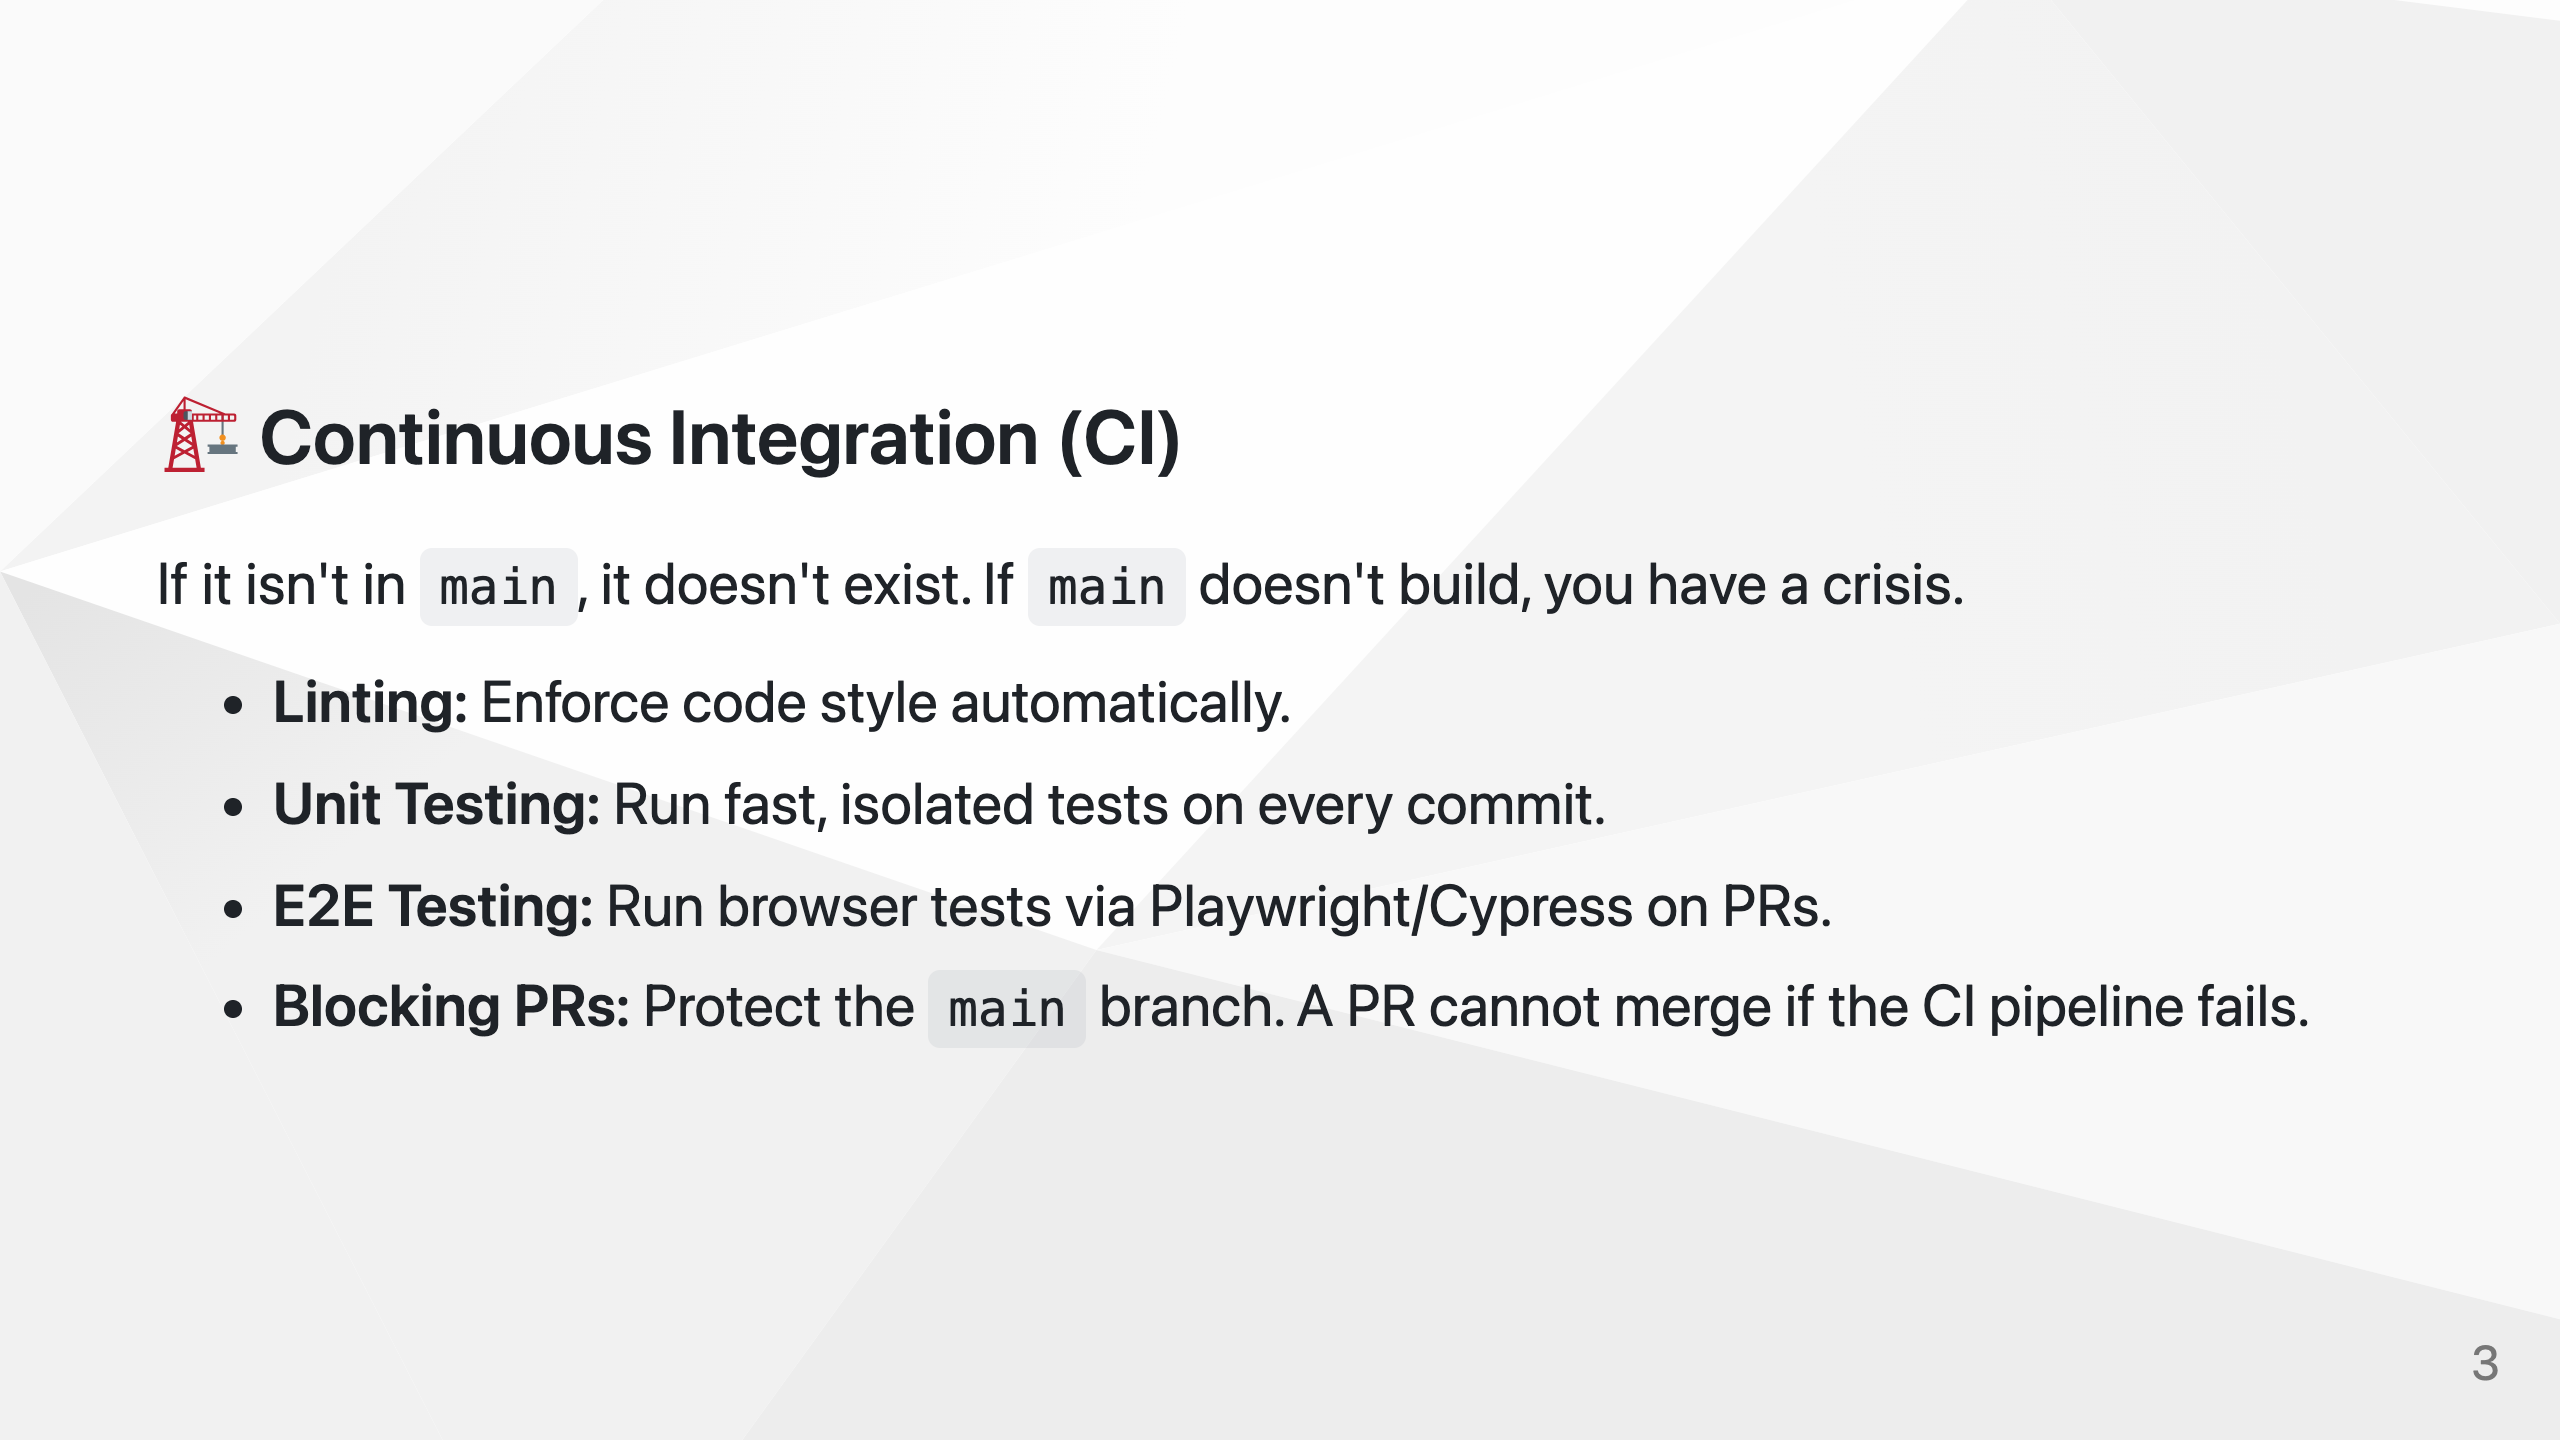 🏗️ Continuous Integration (CI)
If it isn't in main, it doesn't exist. If main doesn't build, you have a crisis.
• Linting: Enforce code style automatically.
• Unit Testing: Run fast, isolated tests on every commit.
• E2E Testing: Run browser tests via Playwright/Cypress on PRs.
• Blocking PRs: Protect the main branch. A PR cannot merge if the CI pipeline fails.
3